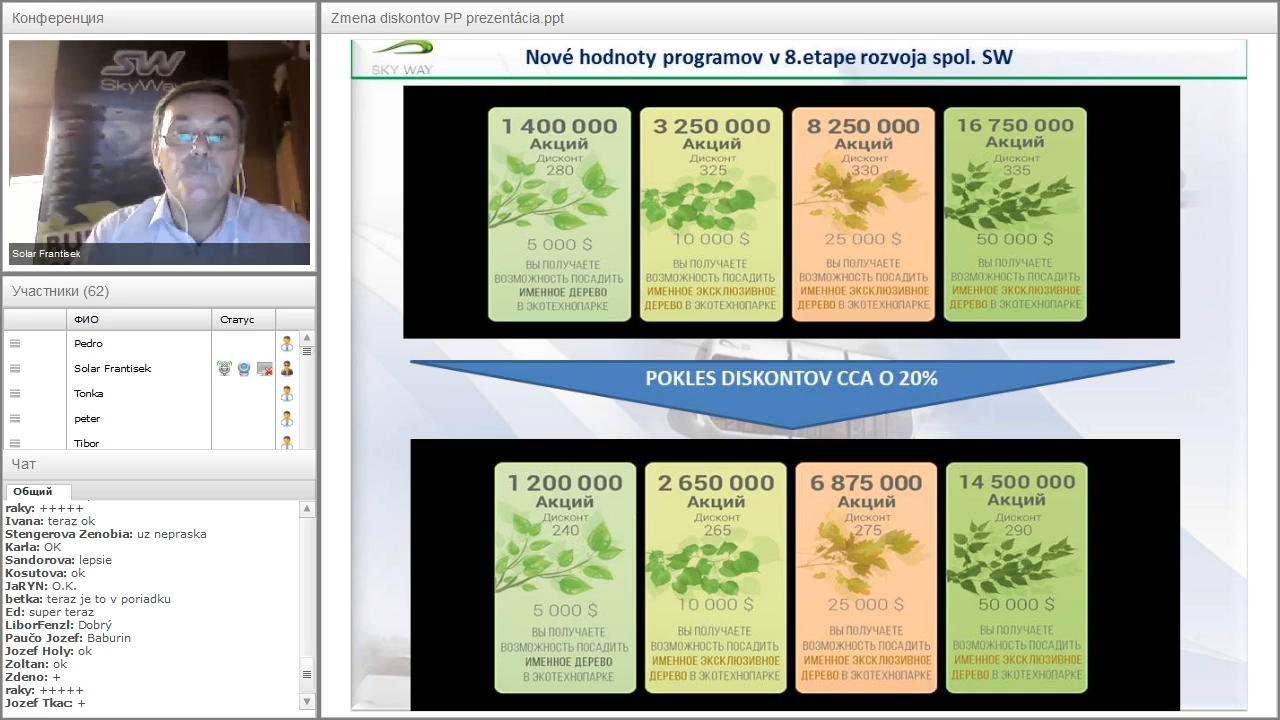 Конференция
SW
SkyWay
Solar Frantisek
Участники (62)
ФИО Статус
Pedro
Solar Frantisek
Tonka
peter
Tibor
Чат
Общий
raky: +++++
Ivana: teraz ok
Stengerova Zenobia: uz nepraska
Karla: OK
Sandorova: lepsie
Kosutova: ok
JaRYN: O.K.
betka: teraz je to v poriadku
Ed: super teraz
LiborFenzl: Dobrý
Paučo Jozef: Baburin
Jozef Holy: ok
Zoltan: ok
Zdeno: +
raky: +++++
Jozef Tkac: +
Zmena diskontov PP prezentácia.ppt
SKY WAY
Nové hodnoty programov v 8.etape rozvoja spol. SW
1 400 000
Акций
Дисконт
280
5 000 $
ВЫ ПОЛУЧАЕТЕ
ВОЗМОЖНОСТЬ ПОСАДИТЬ
ИМЕННОЕ ДЕРЕВО
В ЭКОТЕХНОПАРКЕ
3 250 000
Акций
Дисконт
325
10 000 $
ВЫ ПОЛУЧАЕТЕ
ВОЗМОЖНОСТЬ ПОСАДИТЬ
ИМЕННОЕ ЭКСКЛЮЗИВНОЕ
ДЕРЕВО В ЭКОТЕХНОПАРКЕ
8 250 000
Акций
Дисконт
330
25 000 $
ВЫ ПОЛУЧАЕТЕ
ВОЗМОЖНОСТЬ ПОСАДИТЬ
ИМЕННОЕ ЭКСКЛЮЗИВНОЕ
ДЕРЕВО В ЭКОТЕХНОПАРКЕ
16 750 000
Акций
Дисконт
335
50 000 $
ВЫ ПОЛУЧАЕТЕ
ВОЗМОЖНОСТЬ ПОСАДИТЬ
ИМЕННОЕ ЭКСКЛЮЗИВНОЕ
ДЕРЕВО В ЭКОТЕХНОПАРКЕ
POKLES DISKONTOV CCA O 20%
1 200 000
Акций
Дисконт
240
5 000 $
ВЫ ПОЛУЧАЕТЕ
ВОЗМОЖНОСТЬ ПОСАДИТЬ
ИМЕННОЕ ДЕРЕВО
В ЭКОТЕХНОПАРКЕ
2 650 000
Акций
Дисконт
265
10 000 $
ВЫ ПОЛУЧАЕТЕ
ВОЗМОЖНОСТЬ ПОСАДИТЬ
ИМЕННОЕ ЭКСКЛЮЗИВНОЕ
ДЕРЕВО В ЭКОТЕХНОПАРКЕ
6 875 000
Акций
Дисконт
275
25 000 $
ВЫ ПОЛУЧАЕТЕ
ВОЗМОЖНОСТЬ ПОСАДИТЬ
ИМЕННОЕ ЭКСКЛЮЗИВНОЕ
ДЕРЕВО В ЭКОТЕХНОПАРКЕ
14 500 000
Акций
Дисконт
290
50 000 $
ВЫ ПОЛУЧАЕТЕ
ВОЗМОЖНОСТЬ ПОСАДИТЬ
ИМЕННОЕ ЭКСКЛЮЗИВНОЕ
ДЕРЕВО В ЭКОТЕХНОПАРКЕ